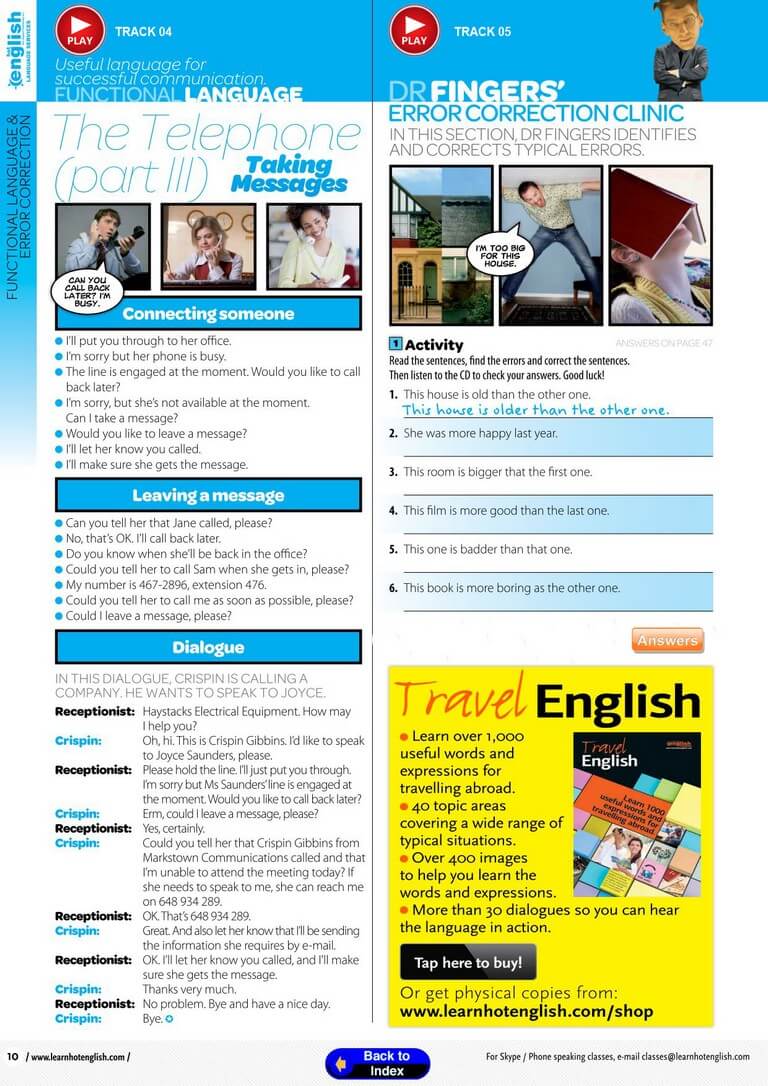 english
LANGUAGE SERVICES
FUNCTIONAL LANGUAGE &
ERROR CORRECTION
PLAY
TRACK 04
Useful language for
successful communication.
FUNCTIONAL LANGUAGE
The Telephone
(part III)
Taking
Messages
CAN YOU
CALL BACK
LATER? I'M
BUSY.
Connecting someone
I'll put you through to her office.
I'm sorry but her phone is busy.
The line is engaged at the moment. Would you like to call
back later?
I'm sorry, but she's not available at the moment.
Can I take a message?
Would you like to leave a message?
I'll let her know you called.
I'll make sure she gets the message.
Leaving a message
Can you tell her that Jane called, please?
No, that's OK. I'll call back later.
Do you know when she'll be back in the office?
Could you tell her to call Sam when she gets in, please?
My number is 467-2896, extension 476.
Could you tell her to call me as soon as possible, please?
Could I leave a message, please?
Dialogue
IN THIS DIALOGUE, CRISPIN IS CALLING A
COMPANY. HE WANTS TO SPEAK TO JOYCE.
Receptionist: Haystacks Electrical Equipment. How may
I help you?
Crispin: Oh, hi. This is Crispin Gibbins. I'd like to speak
to Joyce Saunders, please.
Receptionist: Please hold the line. I'll just put you through.
I'm sorry but Ms Saunders' line is engaged at
the moment. Would you like to call back later?
Crispin: Erm, could I leave a message, please?
Receptionist: Yes, certainly.
Crispin: Could you tell her that Crispin Gibbins from
Markstown Communications called and that
I'm unable to attend the meeting today? If
she needs to speak to me, she can reach me
on 648 934 289.
Receptionist: OK. That's 648 934 289.
Crispin: Great. And also let her know that I'll be sending
the information she requires by e-mail.
Receptionist: OK. I'll let her know you called, and I'll make
sure she gets the message.
Crispin: Thanks very much.
Receptionist: No problem. Bye and have a nice day.
Crispin: Bye.
PLAY
TRACK 05
DR FINGERS'
ERROR CORRECTION CLINIC
IN THIS SECTION, DR FINGERS IDENTIFIES
AND CORRECTS TYPICAL ERRORS.
I'M TOO BIG
FOR THIS
HOUSE.
1 Activity
ANSWERS ON PAGE 47
Read the sentences, find the errors and correct the sentences.
Then listen to the CD to check your answers. Good luck!
1. This house is old than the other one.
This house is older than the other one.
2. She was more happy last year.
3. This room is bigger that the first one.
4. This film is more good than the last one.
5. This one is badder than that one.
6. This book is more boring as the other one.
Answers
Travel English
Learn over 1,000
useful words and
expressions for
travelling abroad.
40 topic areas
covering a wide range of
typical situations.
Over 400 images
to help you learn the
words and expressions.
More than 30 dialogues so you can hear
the language in action.
Travel
English
Learn 1000
useful words and
expressions for
travelling abroad.
Tap here to buy!
Or get physical copies from:
www.learnhotenglish.com/shop
10 / www.learnhotenglish.com /
Back to
Index
For Skype / Phone speaking classes, e-mail classes@learnhotenglish.com